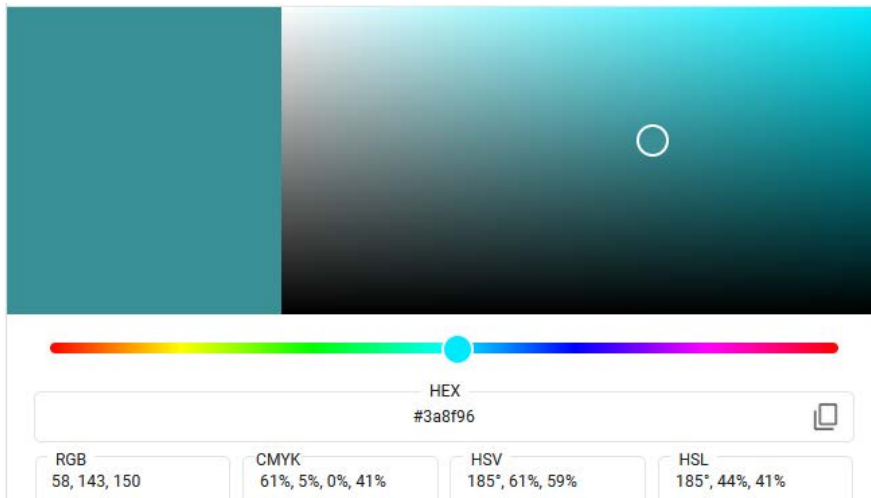 HEX
#3a8f96
RGB
58, 143, 150
CMYK
61%, 5%, 0%, 41%
HSV
185°, 61%, 59%
HSL
185°, 44%, 41%